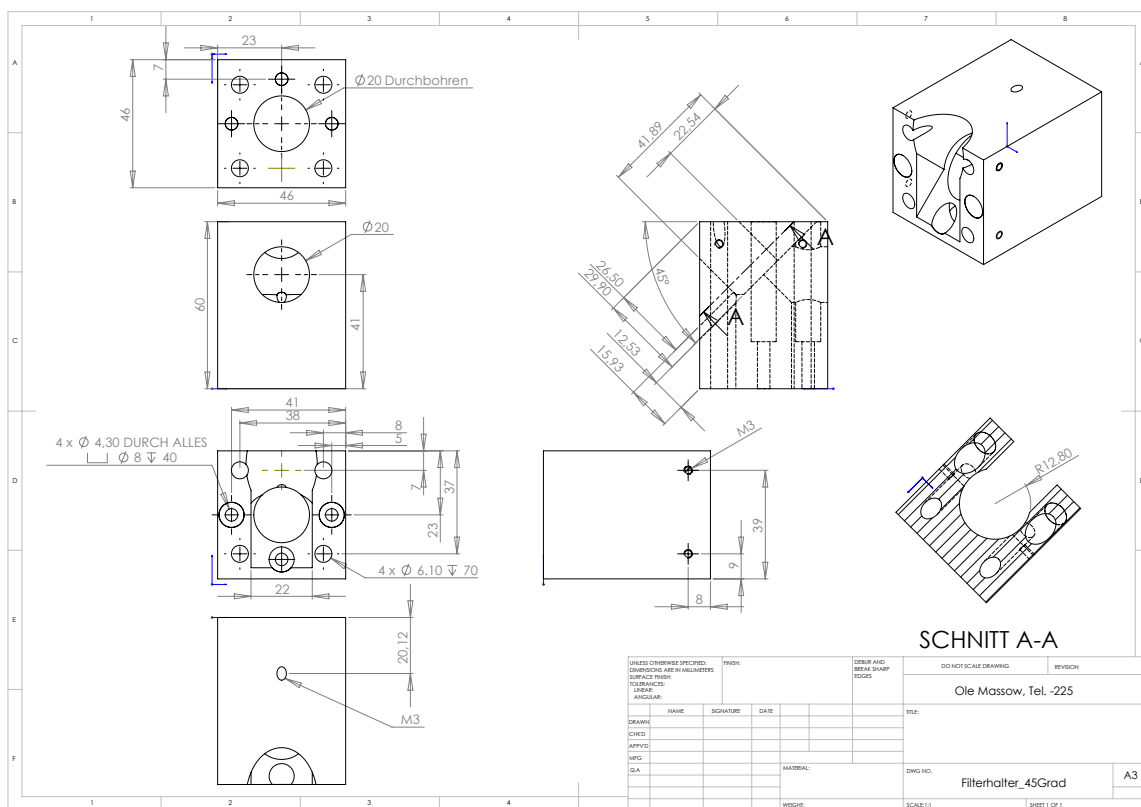 1 2 3 4 5 6 7 8
A A
B B
C C
D D
E
F
23
7
46
46
Ø20 Durchbohren
60
Ø20
41
41,89
22,54
26,50
29,90
45°
12,53
15,93
A
A
41
38
8
5
4 x Ø 4,30 DURCH ALLES
⌴ Ø 8 ↧ 40
7
23
37
22
4 x Ø 6.10 ↧ 70
M3
39
9
8
R12,80
SCHNITT A-A
20,12
M3
UNLESS OTHERWISE SPECIFIED:
DIMENSIONS ARE IN MILLIMETERS
SURFACE FINISH:
TOLERANCES:
LINEAR:
ANGULAR:
FINISH:
DEBUR AND
BREAK SHARP
EDGES
DO NOT SCALE DRAWING
REVISION
Ole Massow, Tel. -225
NAME SIGNATURE DATE
TITLE:
DRAWN
CHK'D
APPV'D
MFG
Q.A
MATERIAL:
DWG NO.
Filterhalter_45Grad
A3
WEIGHT:
SCALE:1:1
SHEET 1 OF 1
1 2 3 4